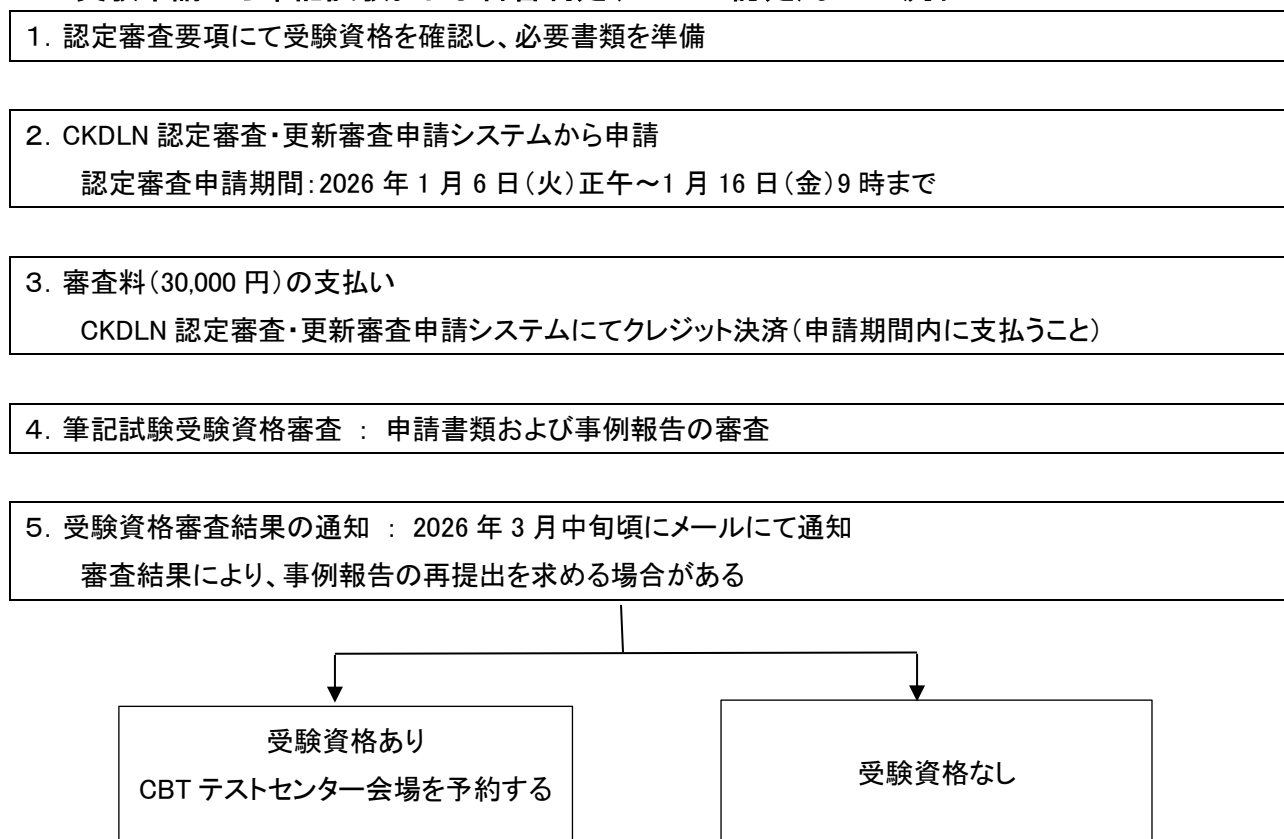 1．認定審査要項にて受験資格を確認し、必要書類を準備
2．CKDLN 認定審査・更新審査申請システムから申請
認定審査申請期間：2026 年 1 月 6 日（火）正午～1 月 16 日（金）9 時まで
3．審査料（30,000 円）の支払い
CKDLN 認定審査・更新審査申請システムにてクレジット決済（申請期間内に支払うこと）
4．筆記試験受験資格審査 ： 申請書類および事例報告の審査
5．受験資格審査結果の通知 ： 2026 年 3 月中旬頃にメールにて通知
審査結果により、事例報告の再提出を求める場合がある
受験資格あり
CBT テストセンター会場を予約する
受験資格なし